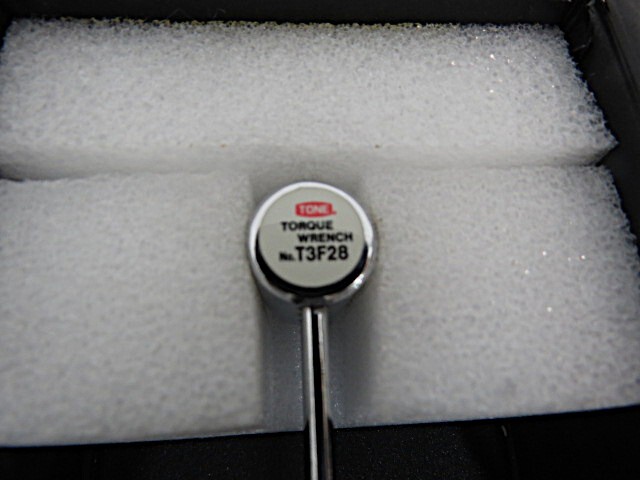 TONE
TORQUE
WRENCH
No.T3F28